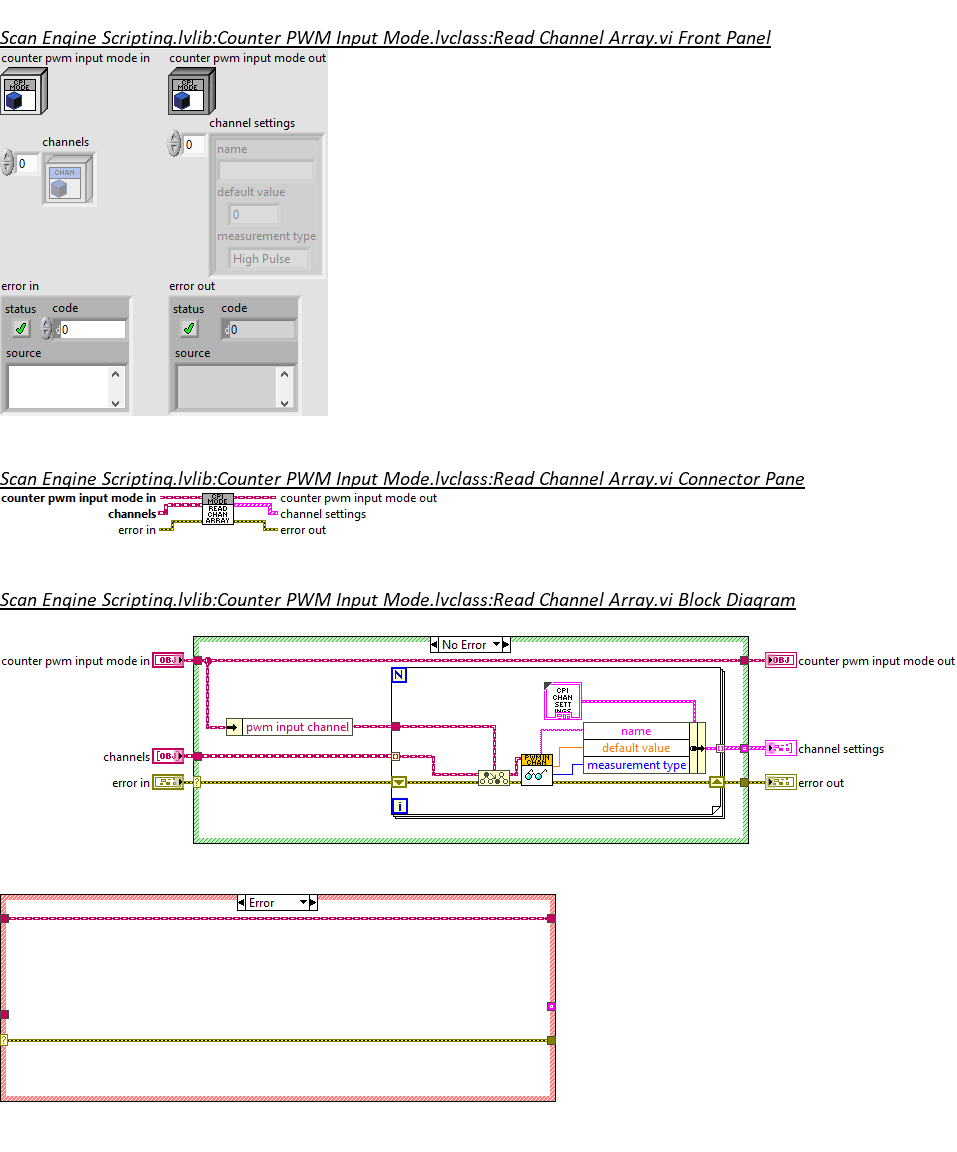 Scan Engine Scripting.lvlib:Counter PWM Input Mode.lvclass:Read Channel Array.vi Front Panel
counter pwm input mode in
counter pwm input mode out
CPI
MODE
CPI
MODE
channel settings
channels
0
CHAN
0
name
default value
0
measurement type
High Pulse
error in
error out
status
code
status
code
d0
d0
source
source
Scan Engine Scripting.lvlib:Counter PWM Input Mode.lvclass:Read Channel Array.vi Connector Pane
counter pwm input mode in
channels
error in
CPI
MODE
READ
CHAN
ARRAY
counter pwm input mode out
channel settings
error out
Scan Engine Scripting.lvlib:Counter PWM Input Mode.lvclass:Read Channel Array.vi Block Diagram
No Error
counter pwm input mode in
OBJ
OBJ
counter pwm input mode out
N
CPI
CHAN
SETT
INGS
pwm input channel
name
default value
measurement type
PWMIN
CHAN
channels
[OBJ]
channel settings
error in
?
error out
i
Error
?